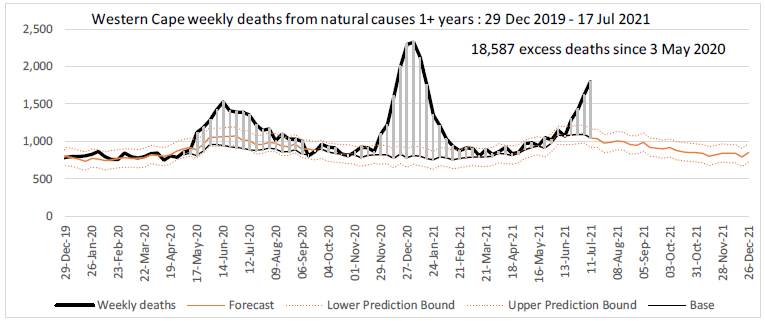 Western Cape weekly deaths from natural causes 1+ years : 29 Dec 2019 - 17 Jul 2021
18,587 excess deaths since 3 May 2020
2,500
2,000
1,500
1,000
500
0
29-Dec-19
26-Jan-20
23-Feb-20
22-Mar-20
19-Apr-20
17-May-20
14-Jun-20
12-Jul-20
09-Aug-20
06-Sep-20
04-Oct-20
01-Nov-20
29-Nov-20
27-Dec-20
24-Jan-21
21-Feb-21
21-Mar-21
18-Apr-21
16-May-21
13-Jun-21
11-Jul-21
08-Aug-21
05-Sep-21
03-Oct-21
31-Oct-21
28-Nov-21
26-Dec-21
Weekly deaths
Forecast
Lower Prediction Bound
Upper Prediction Bound
Base